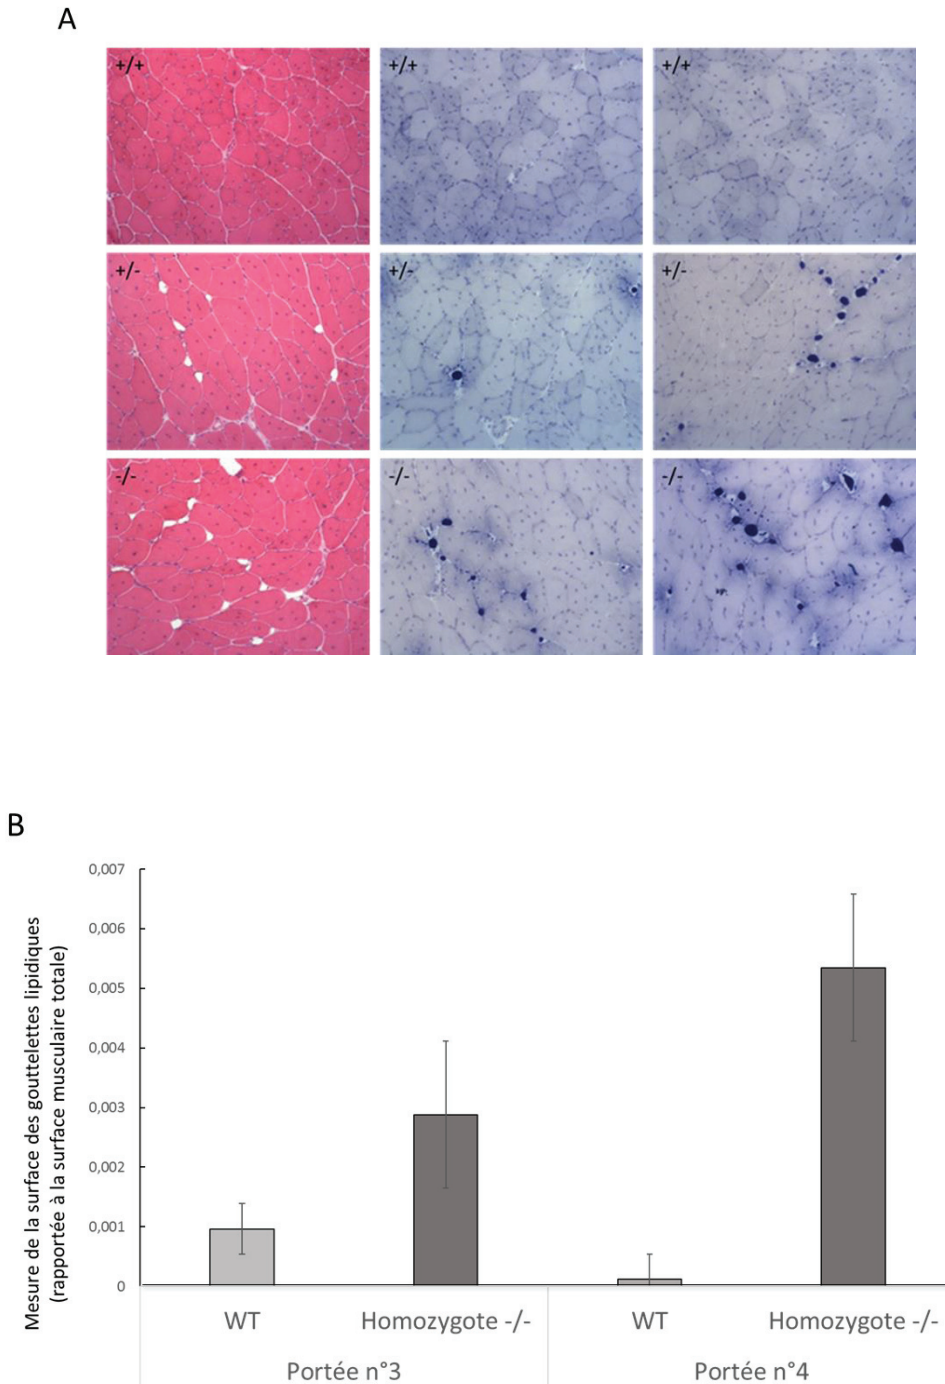 A
+/+
+/+
+/+
+/-
+/-
+/-
-/-
-/-
-/-
B
Mesure de la surface des gouttelettes lipidiques
(rapportée à la surface musculaire totale)
0,007
0,006
0,005
0,004
0,003
0,002
0,001
0
WT
Homozygote -/-
WT
Homozygote -/-
Portée n°3
Portée n°4